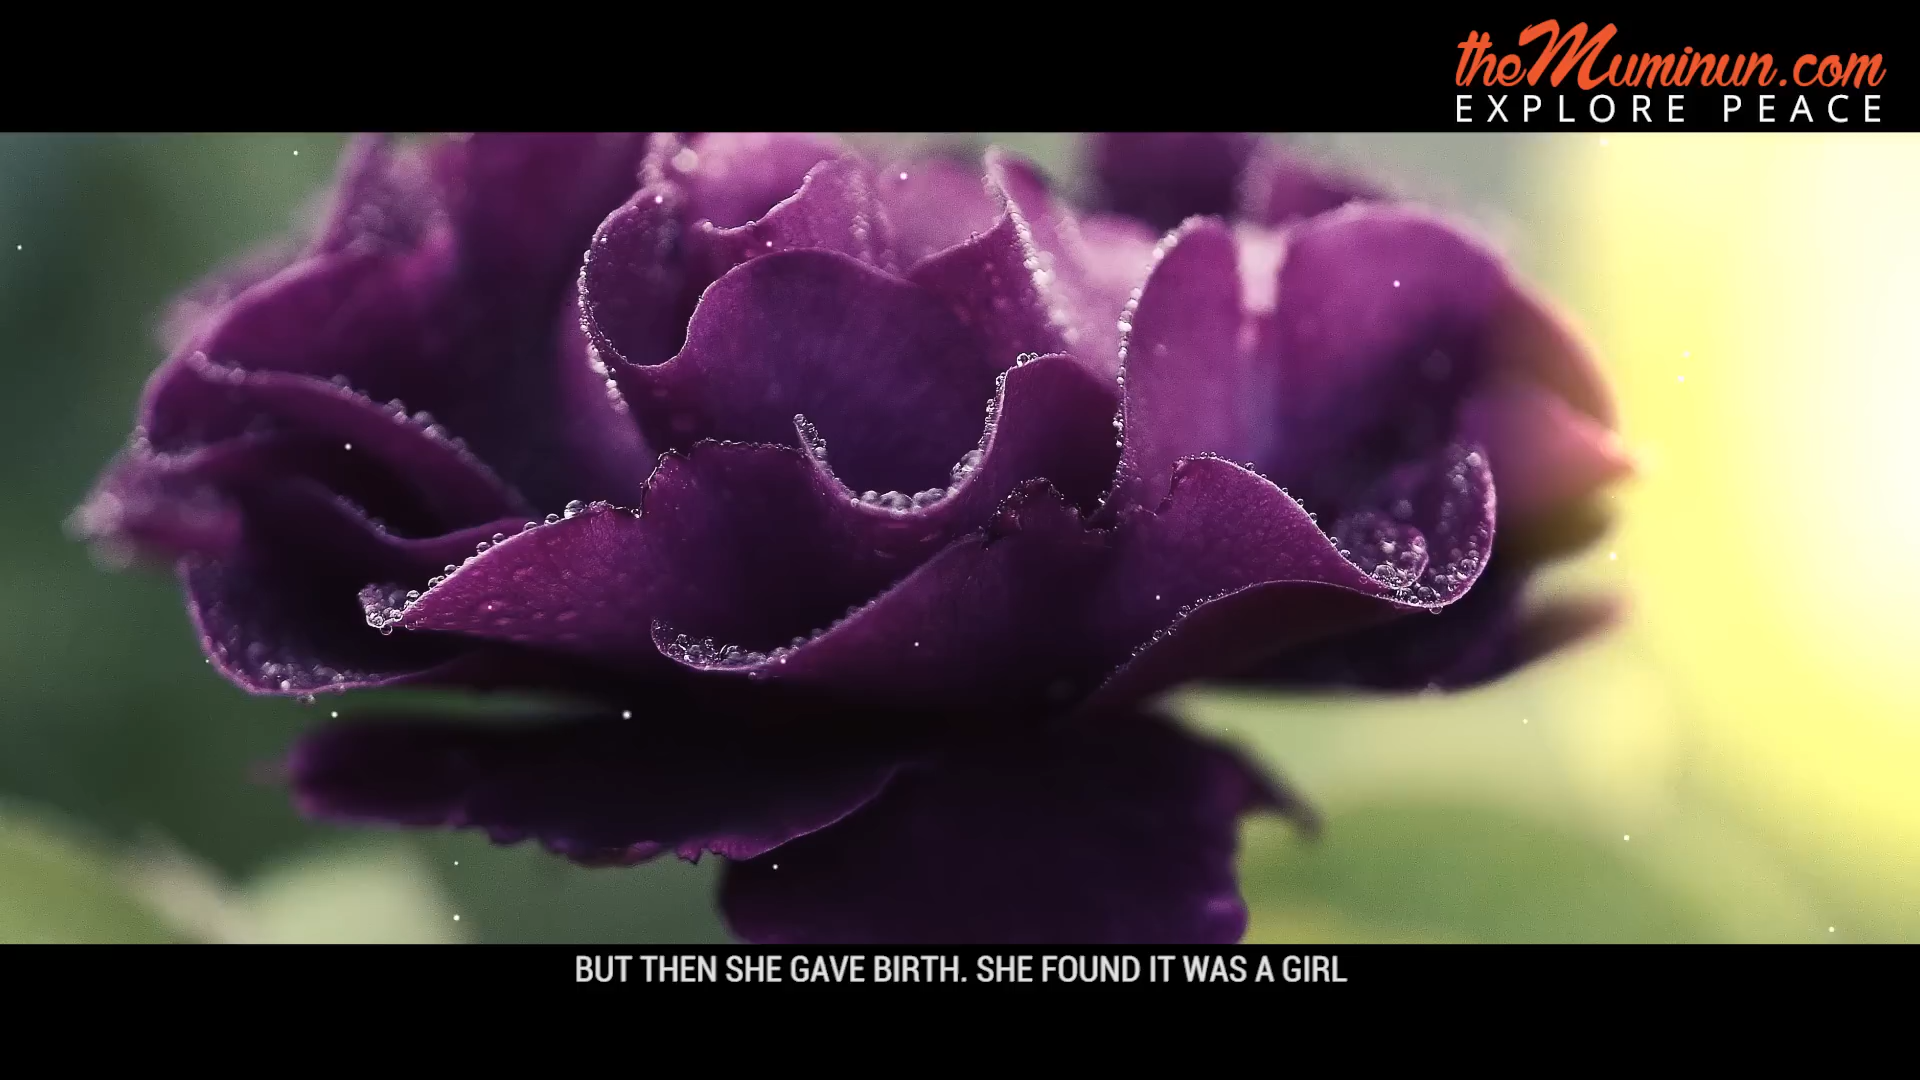 theMuminun.com
EXPLORE PEACE
BUT THEN SHE GAVE BIRTH. SHE FOUND IT WAS A GIRL